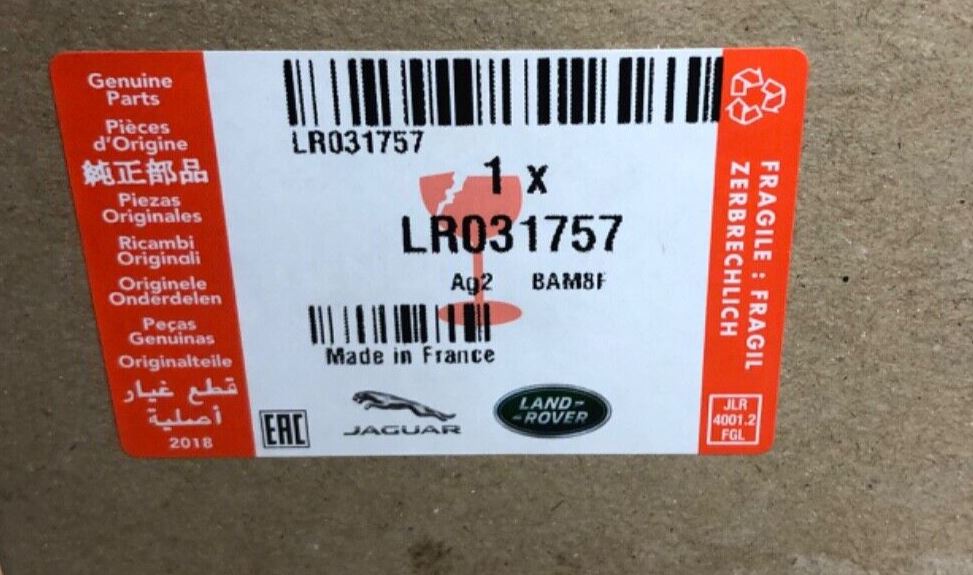 Genuine
Parts
Pièces
d'Origine
純正部品
Piezas
Originales
Ricambi
Originali
Originele
Onderdelen
Peças
Genuinas
Originalteile
قطع غيار
أصلية
2018
LR031757
1 x
LR031757
Ag2 BAM8F
Made in France
EAC
JAGUAR
LAND-
-ROVER
FRAGILE : FRAGIL
ZERBRECHLICH
JLR
4001.2
FGL